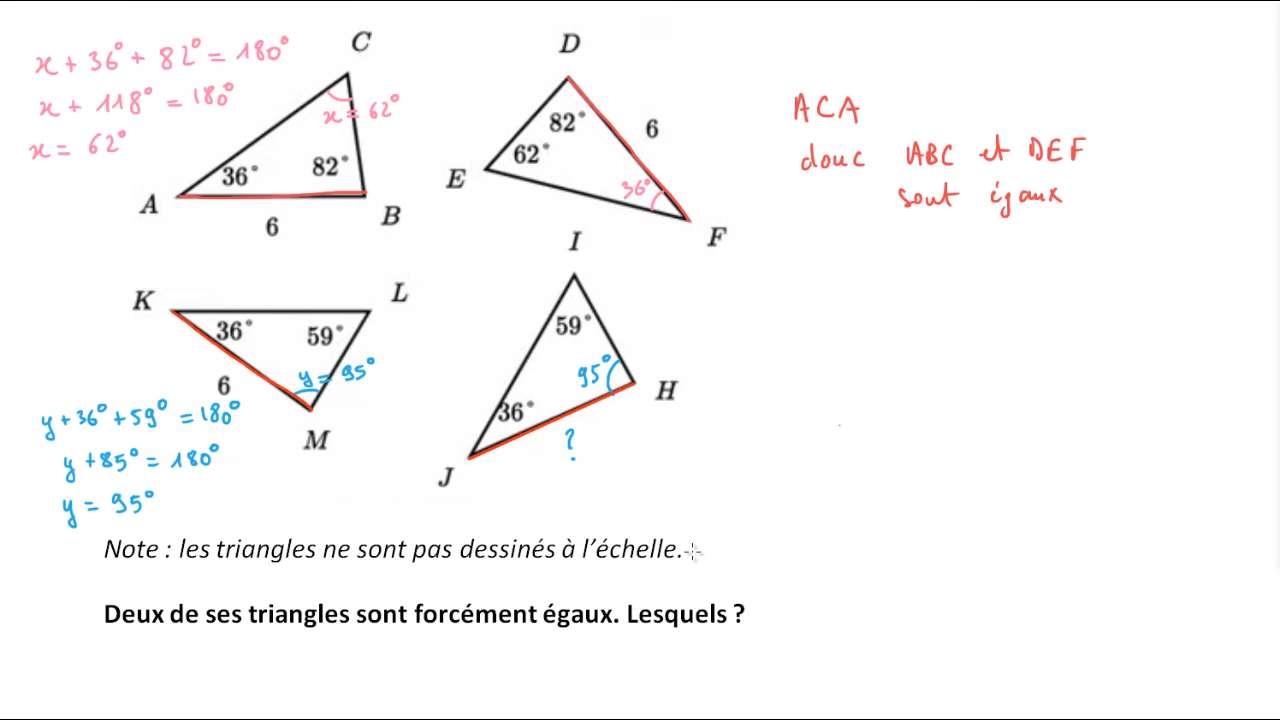 x + 36° + 82° = 180°
x + 118° = 180°
x = 62°
C
x = 62°
36°
82°
A
B
6
D
82°
6
62°
E
36°
F
ACA
donc ABC et DEF
sont égaux
K
L
36°
59°
y = 95°
6
M
y + 36° + 59° = 180°
y + 85° = 180°
y = 95°
I
59°
95°
H
36°
?
J
Note : les triangles ne sont pas dessinés à l’échelle.
Deux de ses triangles sont forcément égaux. Lesquels ?